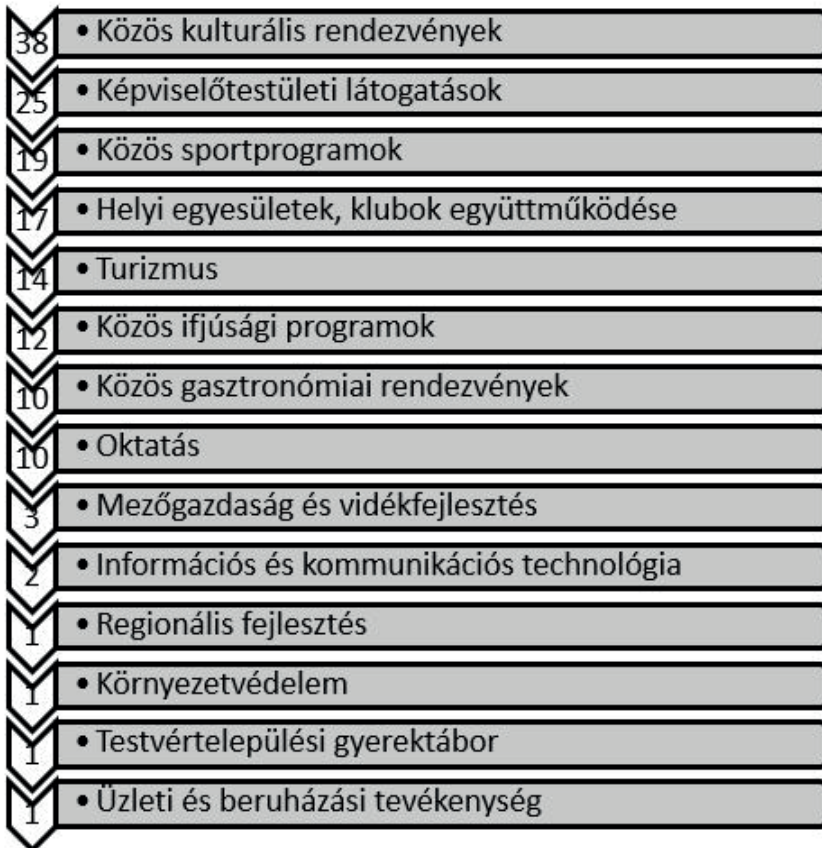 38 • Közös kulturális rendezvények
25 • Képviselőtestületi látogatások
19 • Közös sportprogramok
17 • Helyi egyesületek, klubok együttműködése
14 • Turizmus
12 • Közös ifjúsági programok
10 • Közös gasztronómiai rendezvények
10 • Oktatás
3 • Mezőgazdaság és vidékfejlesztés
2 • Információs és kommunikációs technológia
1 • Regionális fejlesztés
1 • Környezetvédelem
1 • Testvértelepülési gyerektábor
1 • Üzleti és beruházási tevékenység